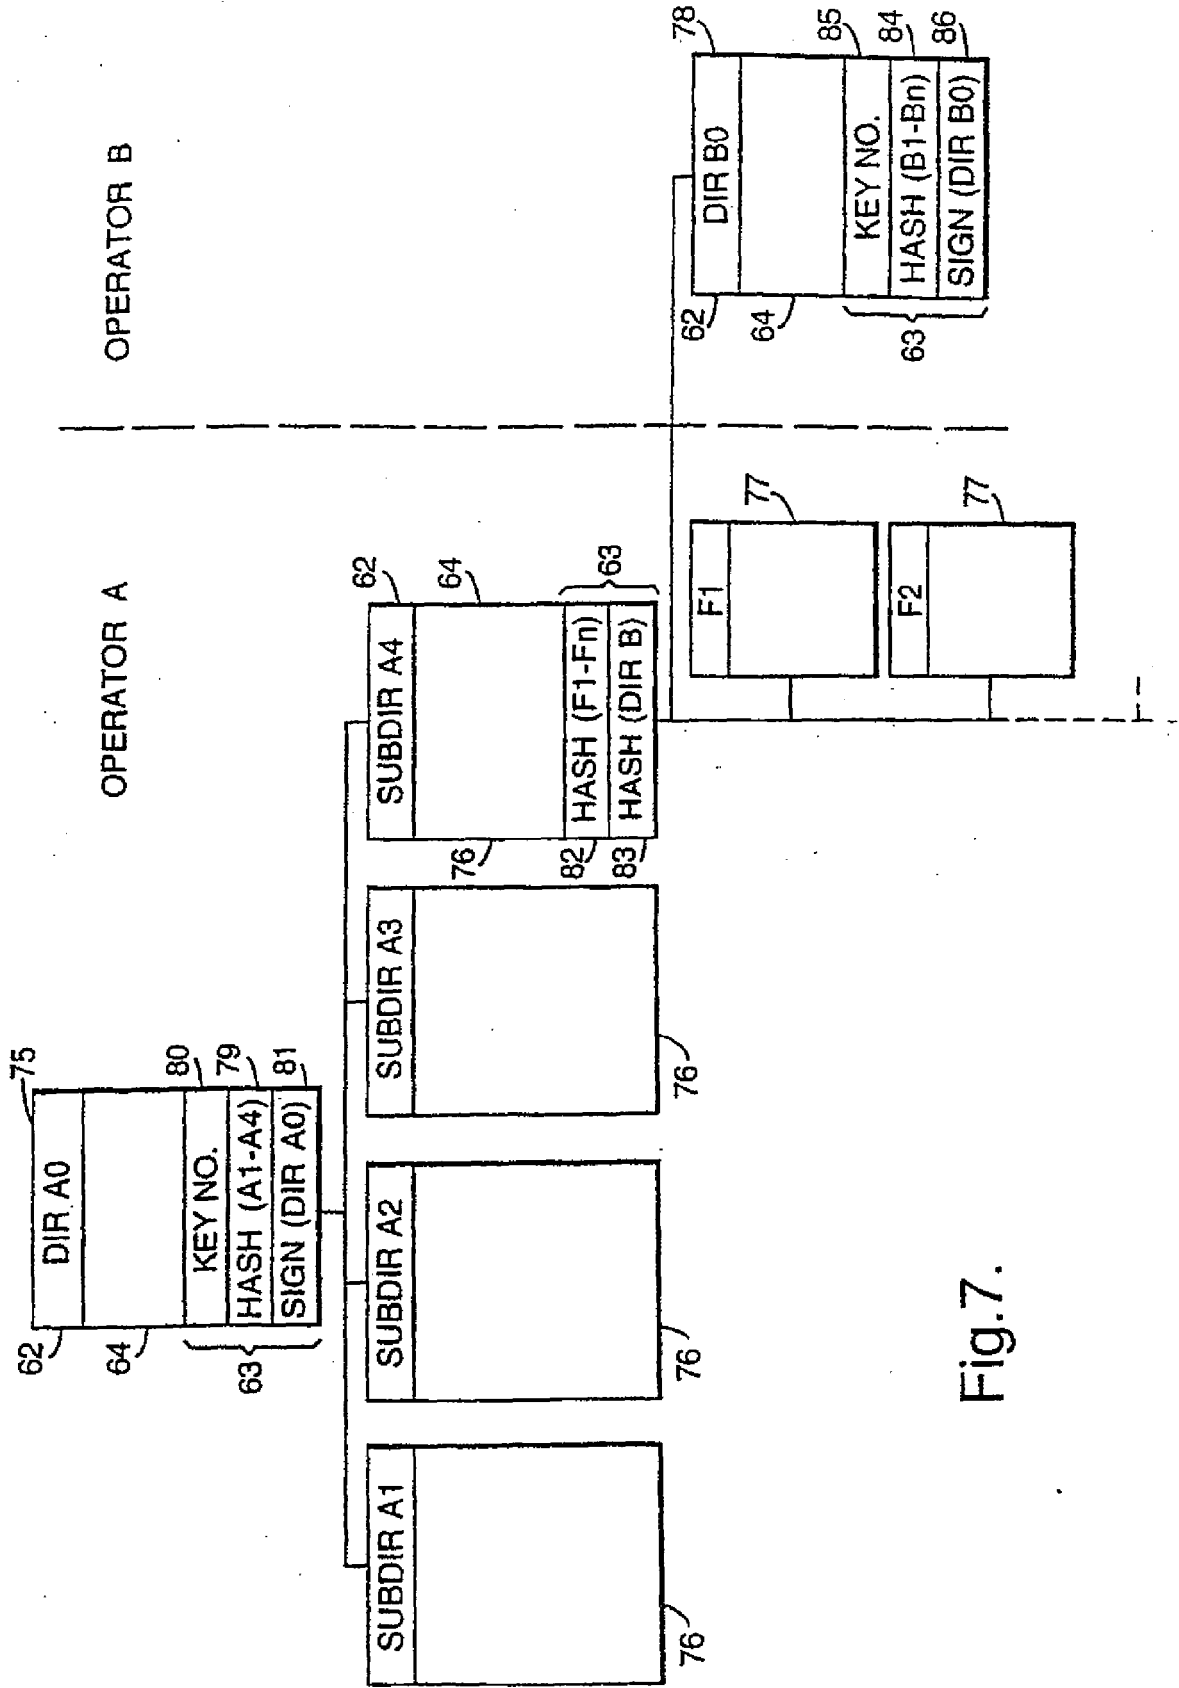 OPERATOR A
OPERATOR B
75
62
DIR A0
64
KEY NO.
80
HASH (A1-A4)
79
SIGN (DIR A0)
81
63
SUBDIR A1
76
SUBDIR A2
76
SUBDIR A3
76
SUBDIR A4
62
64
76
HASH (F1-Fn)
82
HASH (DIR B)
83
63
F1
77
F2
77
78
DIR B0
62
64
KEY NO.
85
HASH (B1-Bn)
84
SIGN (DIR B0)
86
63
Fig.7.